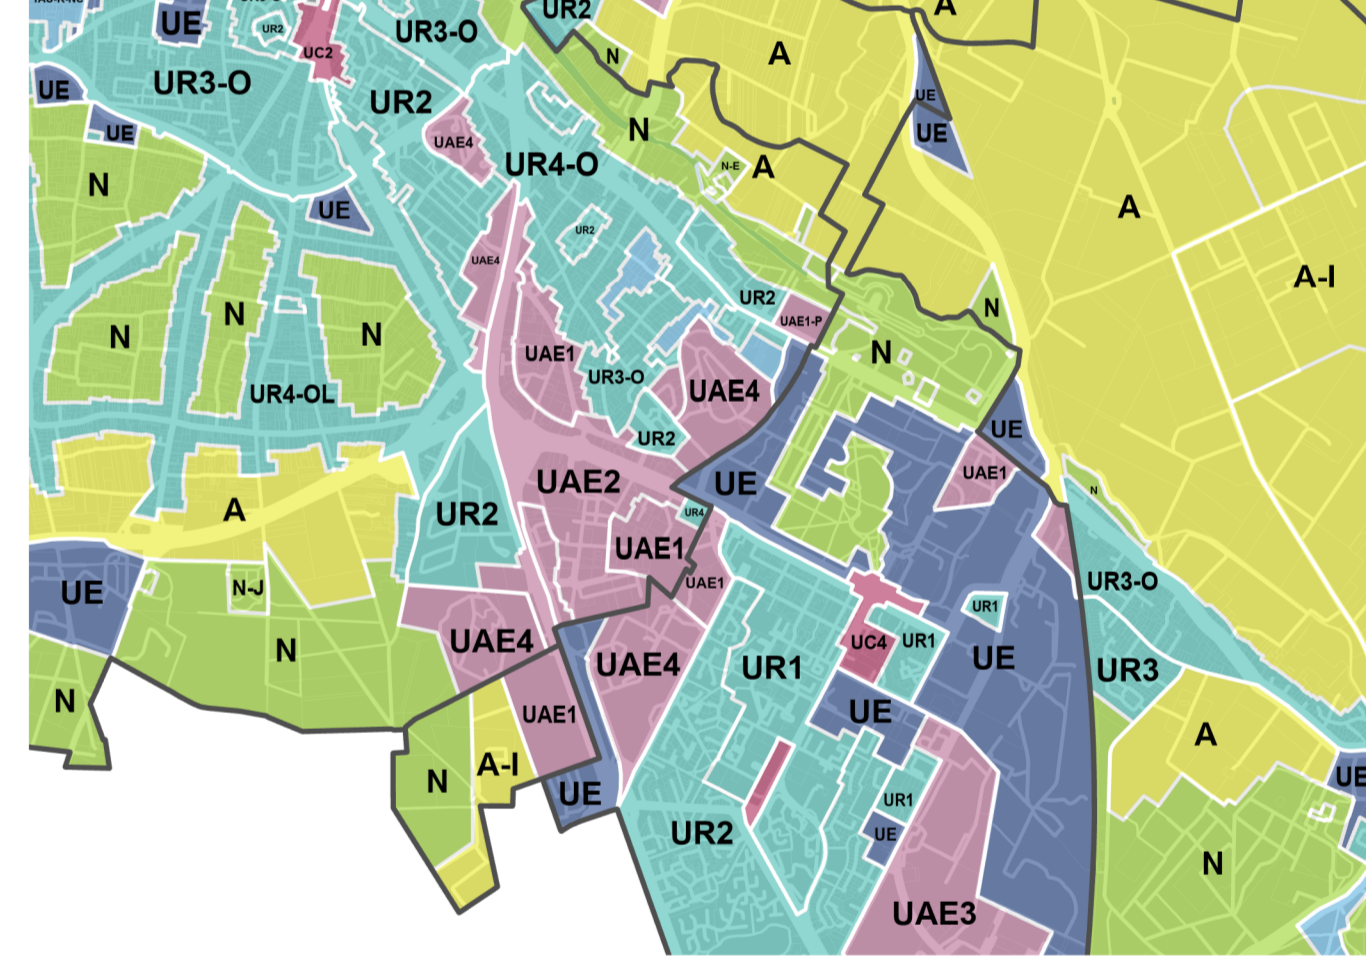 UR2
A
UE
UR2
UR3-O
UC2
A
N
UR3-O
UE
UR2
UE
UE
N
UE
UAE4
UR4-O
N-E
A
N
UE
A
UR2
UAE4
A-I
UR2
N
N
UAE1-P
N
N
UAE1
N
UR3-O
UAE4
UR4-OL
UE
UR2
UAE1
UAE2
UE
N
A
UR2
UR4
UAE1
UAE1
UR3-O
UE
N-J
UR1
UAE4
UC4
UR1
N
UAE4
UR1
UE
UR3
N
UAE1
UE
A
A-I
UE
N
UE
UR1
UR2
UE
N
UAE3